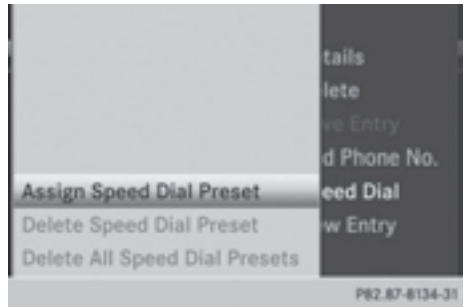 tails
lete
ve Entry
d Phone No.
Assign Speed Dial Preset
eed Dial
Delete Speed Dial Preset
w Entry
Delete All Speed Dial Presets
P82.87-8134-31